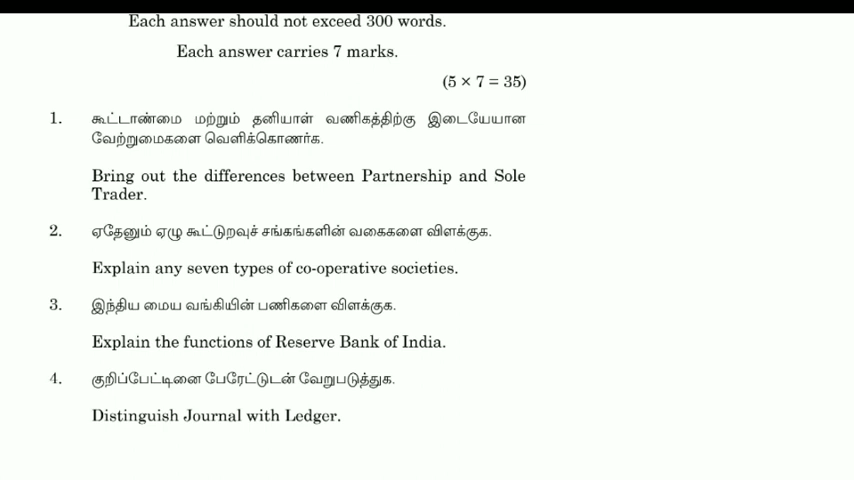 Each answer should not exceed 300 words.
Each answer carries 7 marks.
(5 × 7 = 35)
1. கூட்டாண்மை மற்றும் தனியாள் வணிகத்திற்கு இடையேயான
வேற்றுமைகளை வெளிக்கொணர்க.
Bring out the differences between Partnership and Sole
Trader.
2. ஏதேனும் ஏழு கூட்டுறவுச் சங்கங்களின் வகைகளை விளக்குக.
Explain any seven types of co-operative societies.
3. இந்திய மைய வங்கியின் பணிகளை விளக்குக.
Explain the functions of Reserve Bank of India.
4. குறிப்பேட்டினை பேரேட்டுடன் வேறுபடுத்துக.
Distinguish Journal with Ledger.